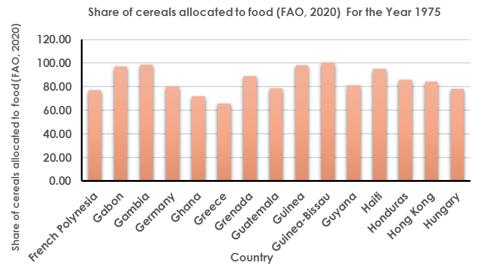 Share of cereals allocated to food (FAO, 2020) For the Year 1975
Share of cereals allocated to food (FAO, 2020)
120.00
100.00
80.00
60.00
40.00
20.00
0.00
French Polynesia
Gabon
Gambia
Germany
Ghana
Greece
Grenada
Guatemala
Guinea
Guinea-Bissau
Guyana
Haiti
Honduras
Hong Kong
Hungary
Country